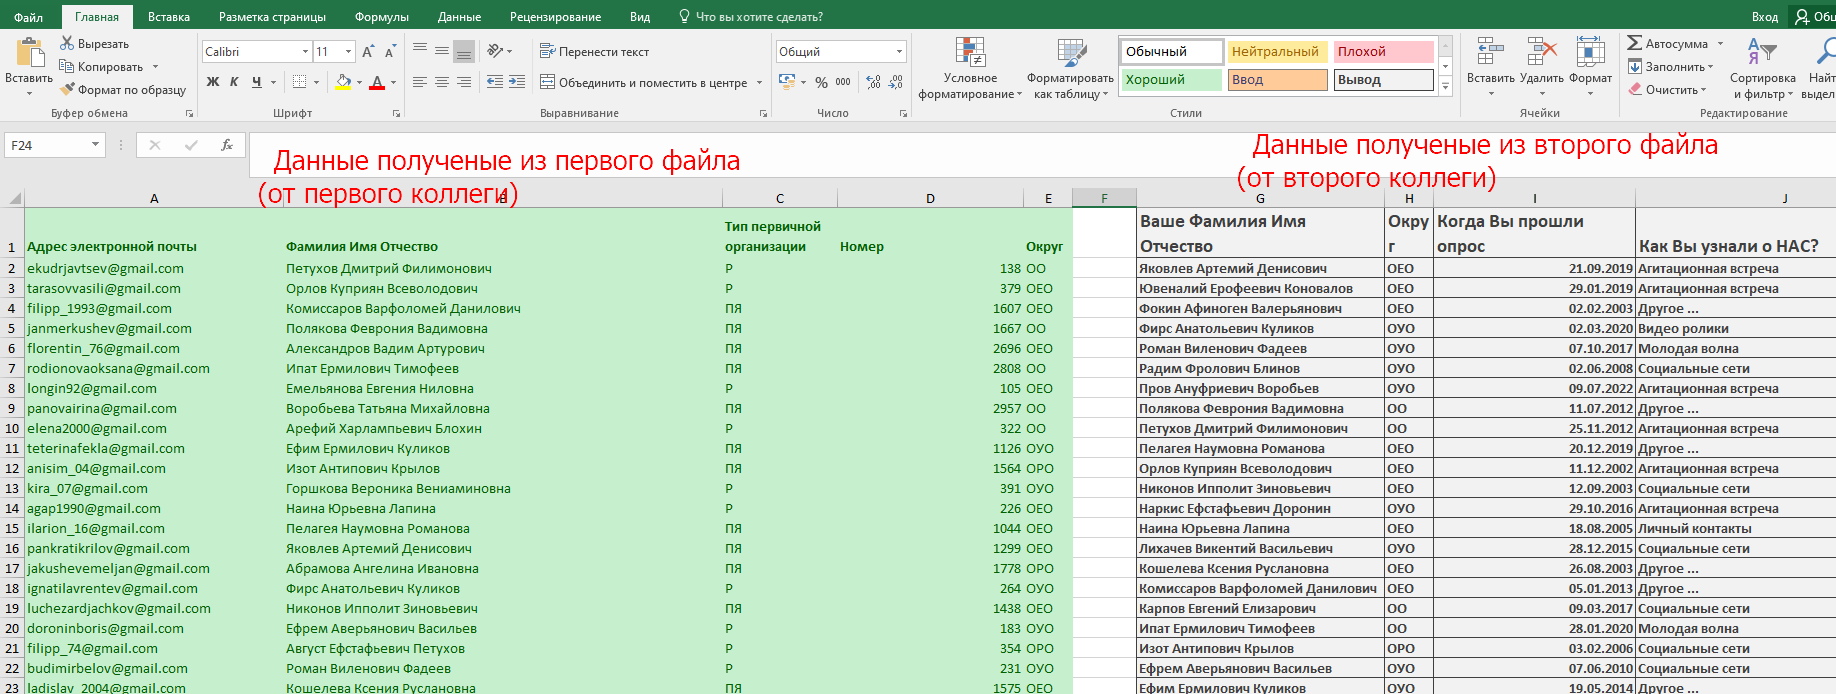 Файл Главная Вставка Разметка страницы Формулы Данные Рецензирование Вид Что вы хотите сделать? Вход Общ
Вставить
Вырезать
Копировать
Формат по образцу
Буфер обмена
Calibri 11
Ж К Ч
Шрифт
Перенести текст
Объединить и поместить в центре
Выравнивание
Общий
% 000
Число
Условное форматирование
Форматировать как таблицу
Обычный Нейтральный Плохой
Хороший Ввод Вывод
Стили
Вставить Удалить Формат
Ячейки
Автосумма
Заполнить
Очистить
Сортировка и фильтр
Найт
выдел
Редактирование
F24 fx
Данные полученые из первого файла
(от первого коллеги)
Данные полученые из второго файла
(от второго коллеги)
A C D E F G H I J
1 Адрес электронной почты Фамилия Имя Отчество Тип первичной организации Номер Округ Ваше Фамилия Имя Отчество Округ Когда Вы прошли опрос Как Вы узнали о НАС?
2 ekudrjavtsev@gmail.com Петухов Дмитрий Филимонович Р 138 ОО Яковлев Артемий Денисович ОЕО 21.09.2019 Агитационная встреча
3 tarasovvasili@gmail.com Орлов Куприян Всеволодович Р 379 ОЕО Ювеналий Ерофеевич Коновалов ОЕО 29.01.2019 Агитационная встреча
4 filipp_1993@gmail.com Комиссаров Варфоломей Данилович ПЯ 1607 ОЕО Фокин Афиноген Валерьянович ОЕО 02.02.2003 Другое ...
5 janmerkushev@gmail.com Полякова Феврония Вадимовна ПЯ 1667 ОО Фирс Анатольевич Куликов ОУО 02.03.2020 Видео ролики
6 florentin_76@gmail.com Александров Вадим Артурович ПЯ 2696 ОЕО Роман Виленович Фадеев ОУО 07.10.2017 Молодая волна
7 rodionovaoksana@gmail.com Ипат Ермилович Тимофеев ПЯ 2808 ОО Радим Фролович Блинов ОУО 02.06.2008 Социальные сети
8 longin92@gmail.com Емельянова Евгения Ниловна Р 105 ОЕО Пров Ануфриевич Воробьев ОУО 09.07.2022 Агитационная встреча
9 panovairina@gmail.com Воробьева Татьяна Михайловна ПЯ 2957 ОО Полякова Феврония Вадимовна ОО 11.07.2012 Другое ...
10 elena2000@gmail.com Арефий Харлампьевич Блохин Р 322 ОО Петухов Дмитрий Филимонович ОО 25.11.2012 Агитационная встреча
11 teterinafekla@gmail.com Ефим Ермилович Куликов ПЯ 1126 ОУО Пелагея Наумовна Романова ОЕО 20.12.2019 Другое ...
12 anisim_04@gmail.com Изот Антипович Крылов ПЯ 1564 ОРО Орлов Куприян Всеволодович ОЕО 11.12.2002 Агитационная встреча
13 kira_07@gmail.com Горшкова Вероника Вениаминовна Р 391 ОУО Никонов Ипполит Зиновьевич ОЕО 12.09.2003 Социальные сети
14 agap1990@gmail.com Наина Юрьевна Лапина Р 226 ОЕО Наркис Ефстафьевич Доронин ОУО 29.10.2016 Агитационная встреча
15 ilarion_16@gmail.com Пелагея Наумовна Романова ПЯ 1044 ОЕО Наина Юрьевна Лапина ОЕО 18.08.2005 Личный контакты
16 pankratikrilov@gmail.com Яковлев Артемий Денисович ПЯ 1299 ОЕО Лихачев Викентий Васильевич ОУО 28.12.2015 Социальные сети
17 jakushevemeljan@gmail.com Абрамова Ангелина Ивановна ПЯ 1778 ОРО Кошелева Ксения Руслановна ОЕО 26.08.2003 Другое ...
18 ignatilavrentev@gmail.com Фирс Анатольевич Куликов Р 264 ОУО Комиссаров Варфоломей Данилович ОЕО 05.01.2013 Другое ...
19 luchezardjachkov@gmail.com Никонов Ипполит Зиновьевич ПЯ 1438 ОЕО Карпов Евгений Елизарович ОО 09.03.2017 Социальные сети
20 doroninboris@gmail.com Ефрем Аверьянович Васильев Р 183 ОУО Ипат Ермилович Тимофеев ОО 28.01.2020 Молодая волна
21 filipp_74@gmail.com Август Ефстафьевич Петухов Р 354 ОРО Изот Антипович Крылов ОРО 03.02.2006 Социальные сети
22 budimirbelov@gmail.com Роман Виленович Фадеев Р 231 ОУО Ефрем Аверьянович Васильев ОУО 07.06.2010 Социальные сети
23 ladislav_2004@gmail.com Кошелева Ксения Руслановна ПЯ 1575 ОЕО Ефим Ермилович Куликов ОУО 19.05.2014 Другое ...